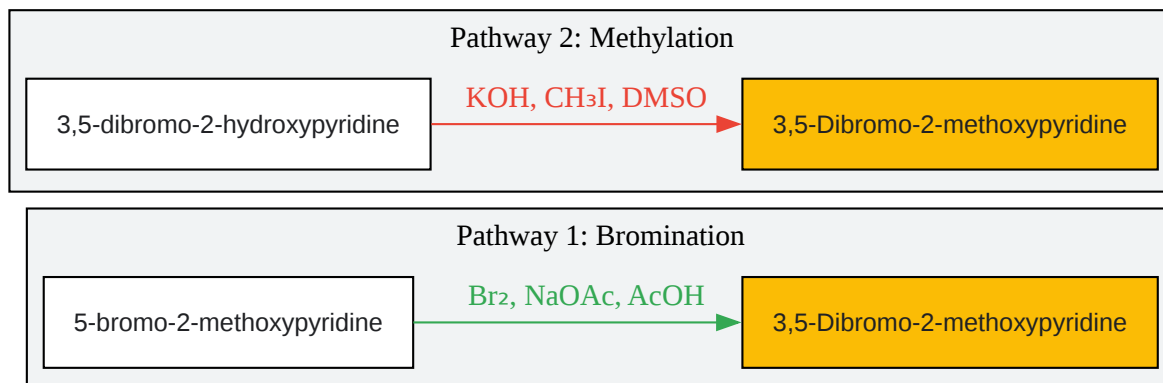 Pathway 2: Methylation
3,5-dibromo-2-hydroxypyridine
KOH, CH₃I, DMSO
3,5-Dibromo-2-methoxypyridine
Pathway 1: Bromination
5-bromo-2-methoxypyridine
Br₂, NaOAc, AcOH
3,5-Dibromo-2-methoxypyridine